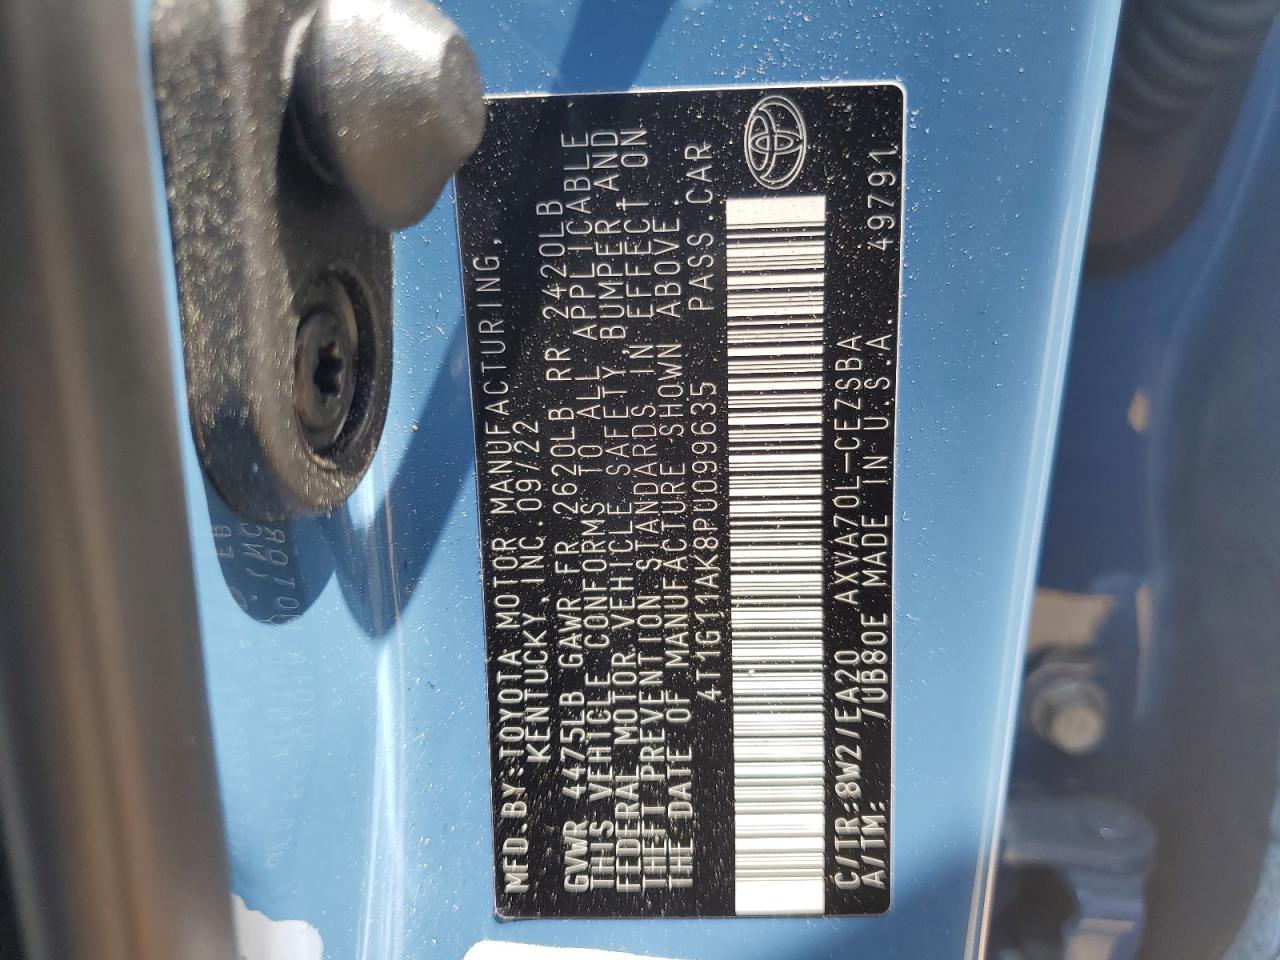 MFD.BY:TOYOTA MOTOR MANUFACTURING,
KENTUCKY, INC.09/22
GVWR 4475LB GAWR FR 2620LB RR 2420LB
THIS VEHICLE CONFORMS TO ALL APPLICABLE
FEDERAL MOTOR VEHICLE SAFETY, BUMPER, AND
THEFT PREVENTION STANDARDS IN EFFECT ON
THE DATE OF MANUFACTURE SHOWN ABOVE.
4T1G11AK8PU099635 PASS.CAR
C/TR:8W2/EA20 AXVA70L-CEZSBA 49791
A/TM: /UB80E MADE IN U.S.A.